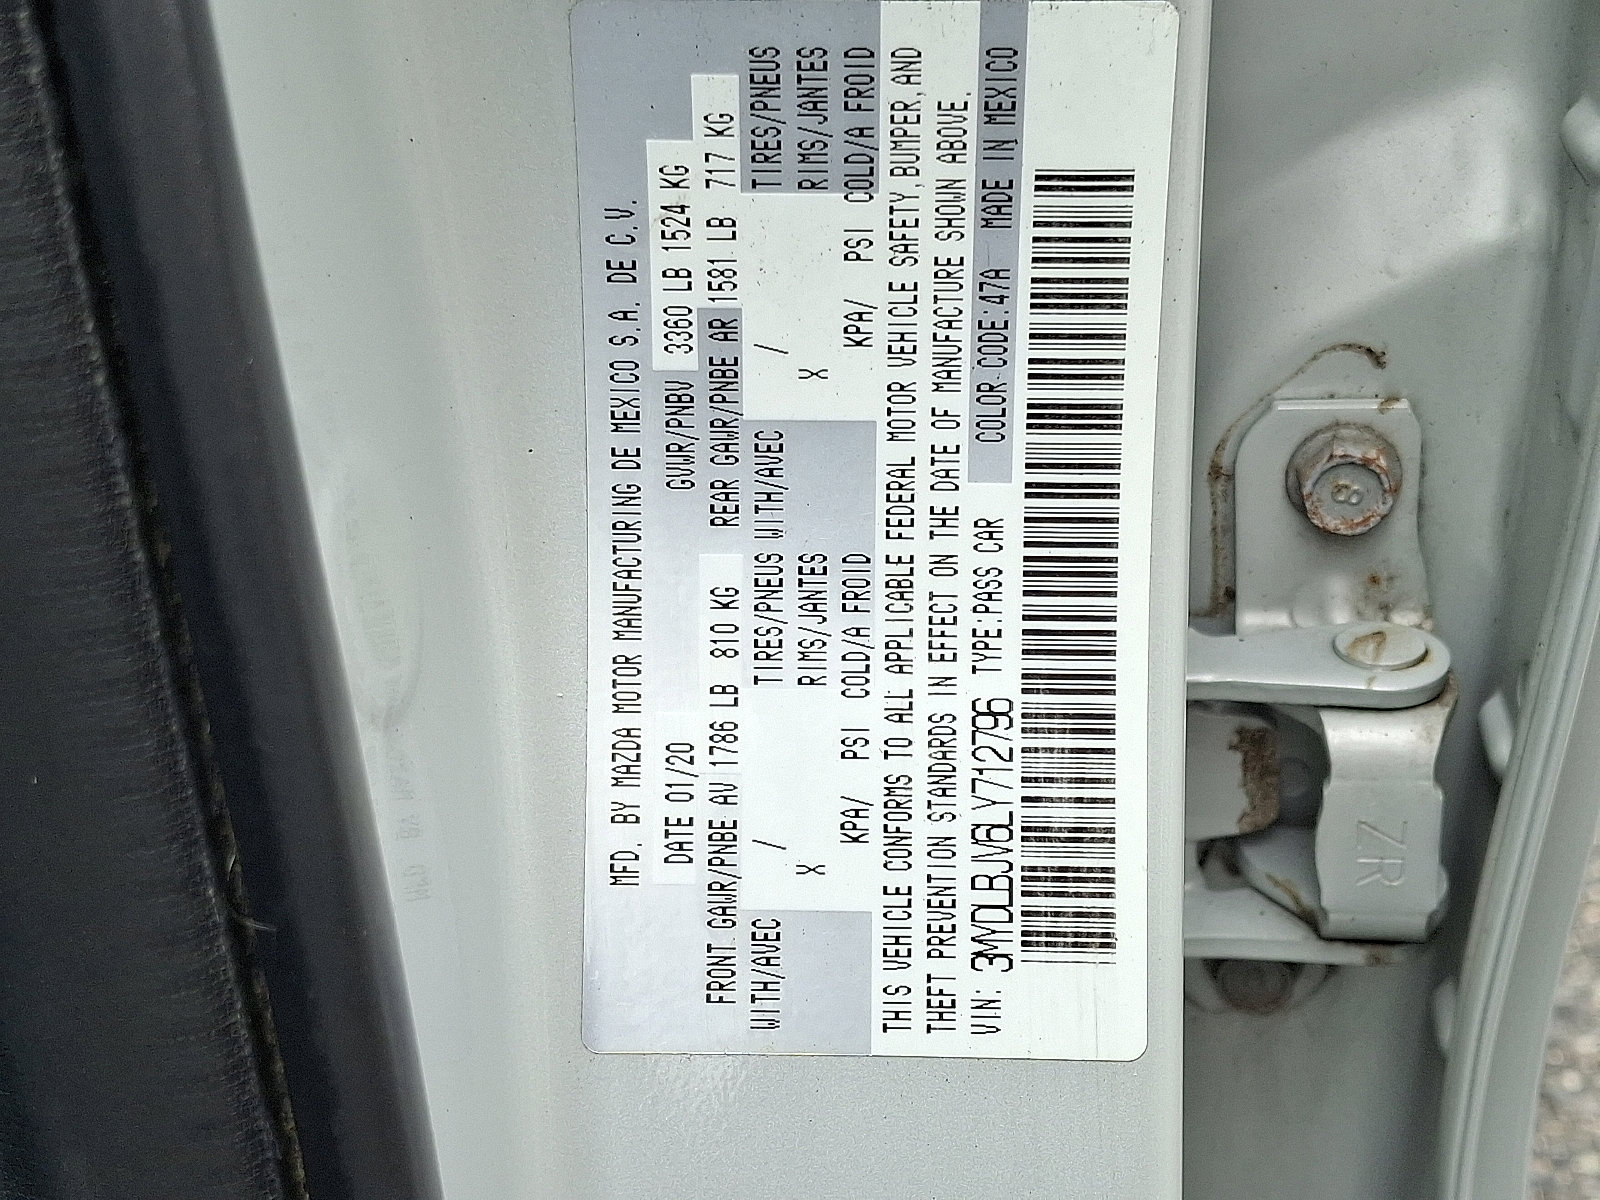 MFD. BY MAZDA MOTOR MANUFACTURING DE MEXICO S.A. DE C.V.
DATE 01/20 GVWR/PNBV 3360 LB 1524 KG
FRONT GAWR/PNBE AV 1786 LB 810 KG REAR GAWR/PNBE AR 1581 LB 717 KG
WITH/AVEC / TIRES/PNEUS WITH/AVEC / TIRES/PNEUS
X RIMS/JANTES X RIMS/JANTES
KPA/ PSI COLD/A FROID KPA/ PSI COLD/A FROID
THIS VEHICLE CONFORMS TO ALL APPLICABLE FEDERAL MOTOR VEHICLE SAFETY, BUMPER, AND
THEFT PREVENTION STANDARDS IN EFFECT ON THE DATE OF MANUFACTURE SHOWN ABOVE.
VIN: 3MYDLBJV6LY712796 TYPE:PASS CAR COLOR CODE:47A MADE IN MEXICO
8
ZR